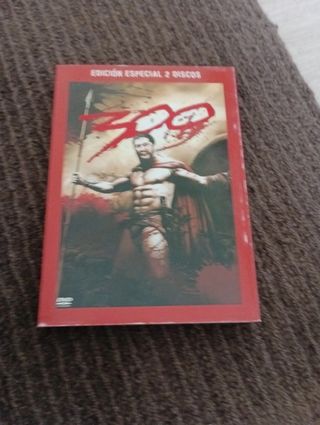 EDICIÓN ESPECIAL 2 DISCOS
300
DVD